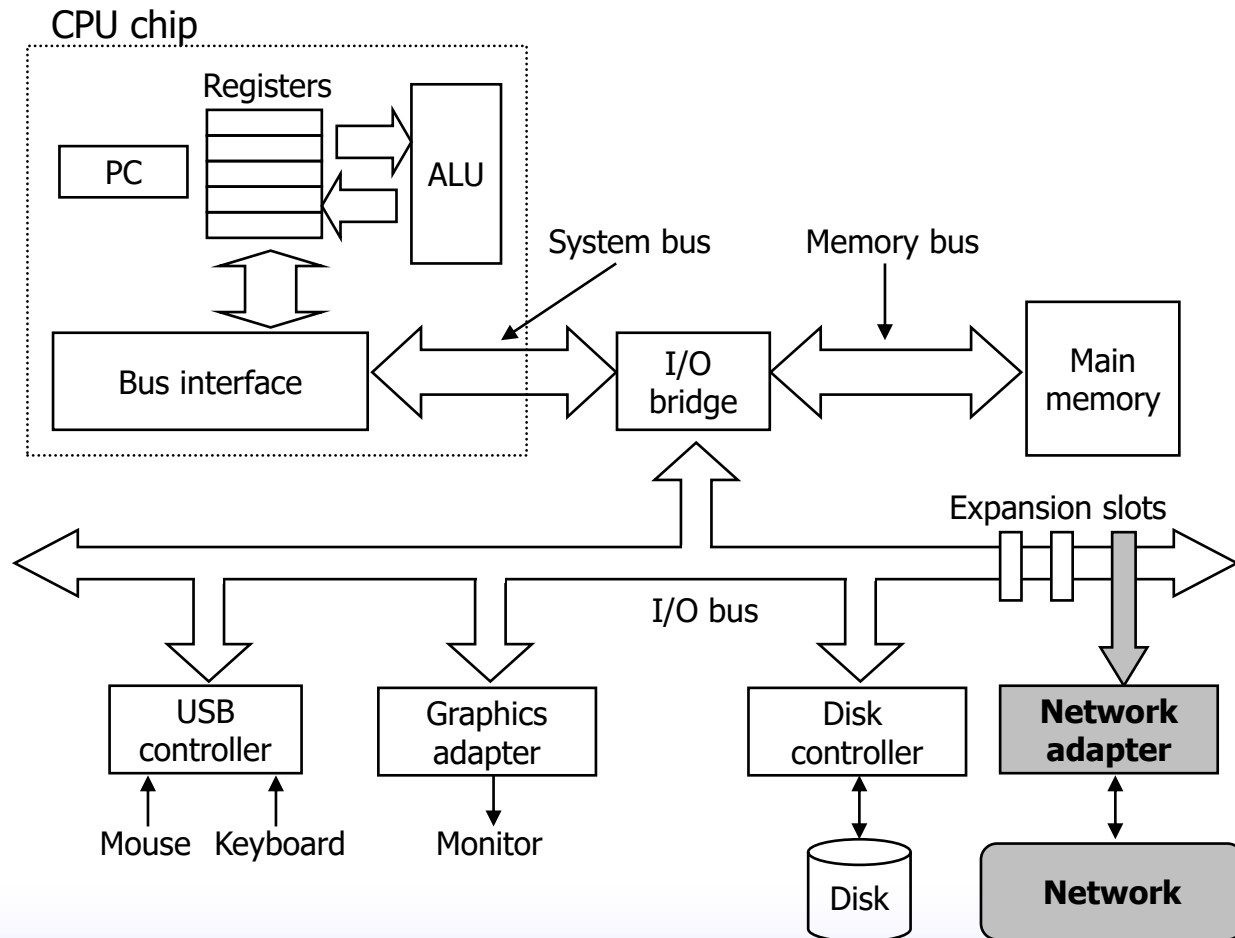 CPU chip
Registers
PC
ALU
System bus
Memory bus
Bus interface
I/O
bridge
Main
memory
Expansion slots
I/O bus
USB
controller
Graphics
adapter
Disk
controller
Network
adapter
Mouse
Keyboard
Monitor
Disk
Network